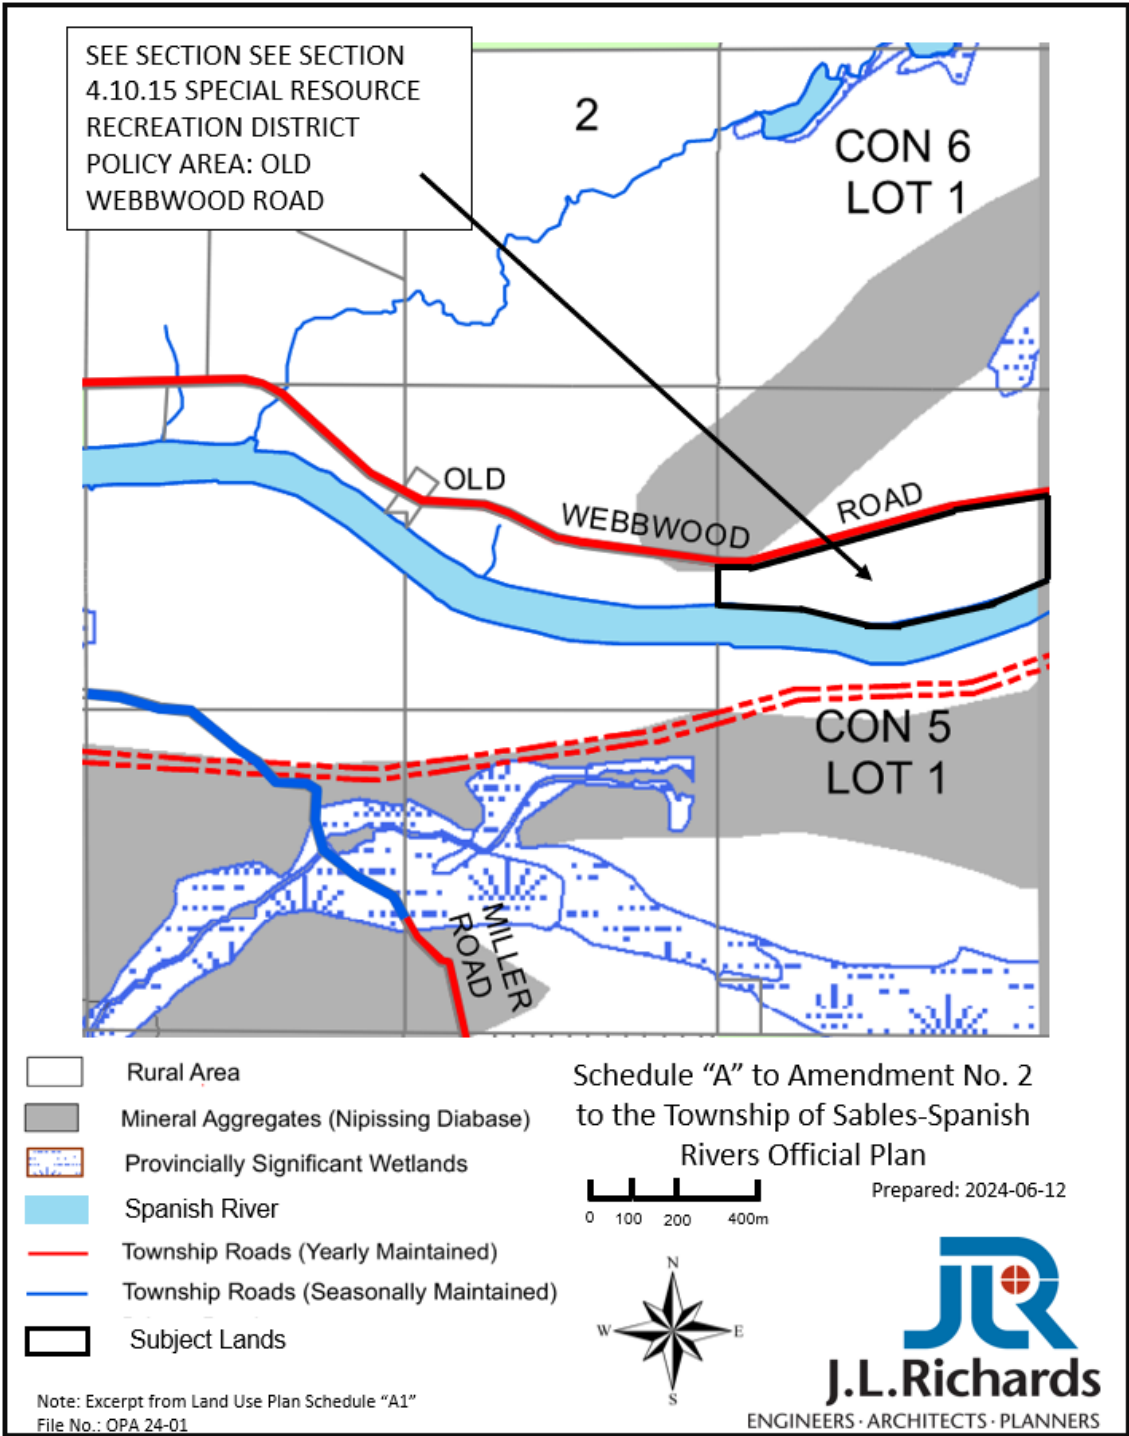 SEE SECTION SEE SECTION
4.10.15 SPECIAL RESOURCE
RECREATION DISTRICT
POLICY AREA: OLD
WEBBWOOD ROAD
2
CON 6
LOT 1
OLD
WEBBWOOD
ROAD
CON 5
LOT 1
MILLER
ROAD
Rural Area
Mineral Aggregates (Nipissing Diabase)
Provincially Significant Wetlands
Spanish River
Township Roads (Yearly Maintained)
Township Roads (Seasonally Maintained)
Subject Lands
Note: Excerpt from Land Use Plan Schedule “A1”
File No.: OPA 24-01
Schedule “A” to Amendment No. 2
to the Township of Sables-Spanish
Rivers Official Plan
Prepared: 2024-06-12
0 100 200 400m
N
W E
S
JLR
J.L.Richards
ENGINEERS · ARCHITECTS · PLANNERS